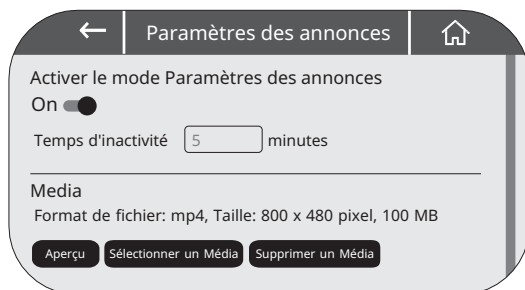 Paramètres des annonces
Activer le mode Paramètres des annonces
On
Temps d'inactivité 5 minutes
Media
Format de fichier: mp4, Taille: 800 x 480 pixel, 100 MB
Aperçu Sélectionner un Média Supprimer un Média